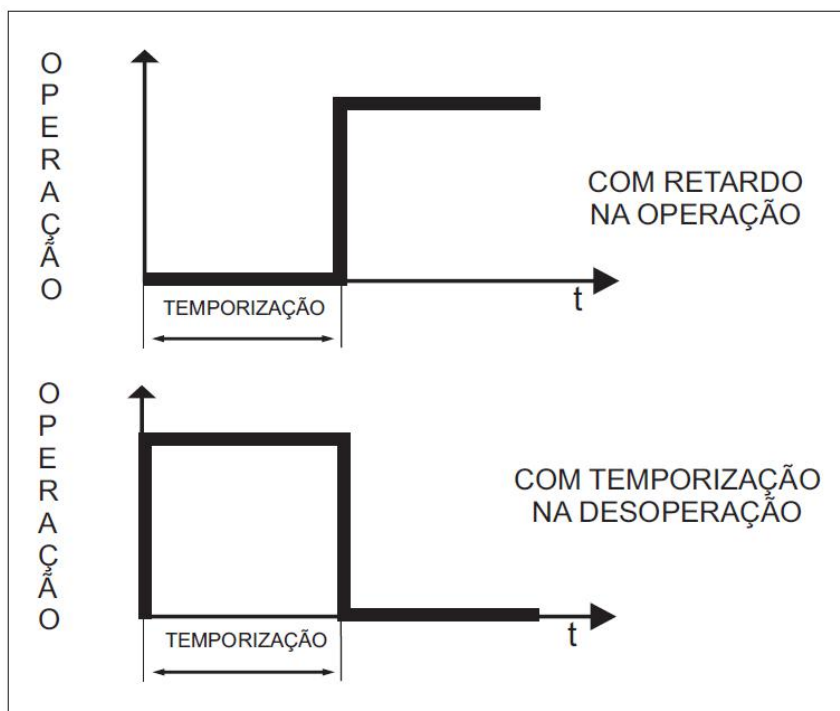 OPERAÇÃO
COM RETARDO
NA OPERAÇÃO
t
TEMPORIZAÇÃO
OPERAÇÃO
COM TEMPORIZAÇÃO
NA DESOPERAÇÃO
t
TEMPORIZAÇÃO